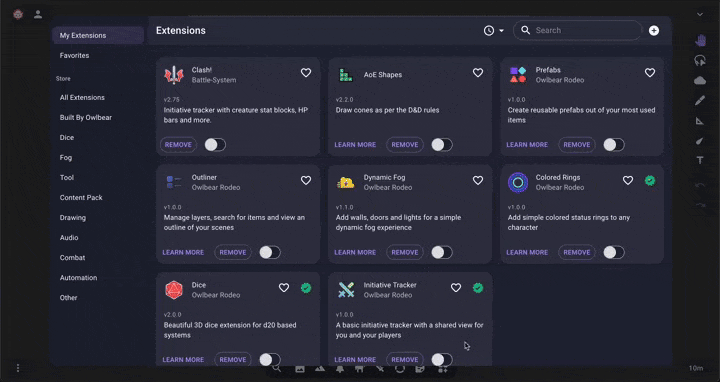 My Extensions
Favorites
Store
All Extensions
Built By Owlbear
Dice
Fog
Tool
Content Pack
Drawing
Audio
Combat
Automation
Other
Extensions
Search
Clash!
Battle-System
v2.75
Initiative tracker with creature stat blocks, HP
bars and more.
REMOVE
AoE Shapes
v2.2.0
Draw cones as per the D&D rules
LEARN MORE
REMOVE
Prefabs
Owlbear Rodeo
v1.0.0
Create reusable prefabs out of your most used
items
LEARN MORE
REMOVE
Outliner
Owlbear Rodeo
v1.0.0
Manage layers, search for items and view an
outline of your scenes
LEARN MORE
REMOVE
Dynamic Fog
Owlbear Rodeo
v1.1.0
Add walls, doors and lights for a simple
dynamic fog experience
LEARN MORE
REMOVE
Colored Rings
Owlbear Rodeo
v1.0.0
Add simple colored status rings to any
character
LEARN MORE
REMOVE
Dice
Owlbear Rodeo
v2.0.0
Beautiful 3D dice extension for d20 based
systems
LEARN MORE
REMOVE
Initiative Tracker
Owlbear Rodeo
v1.0.0
A basic initiative tracker with a shared view for
you and your players
LEARN MORE
REMOVE
10m